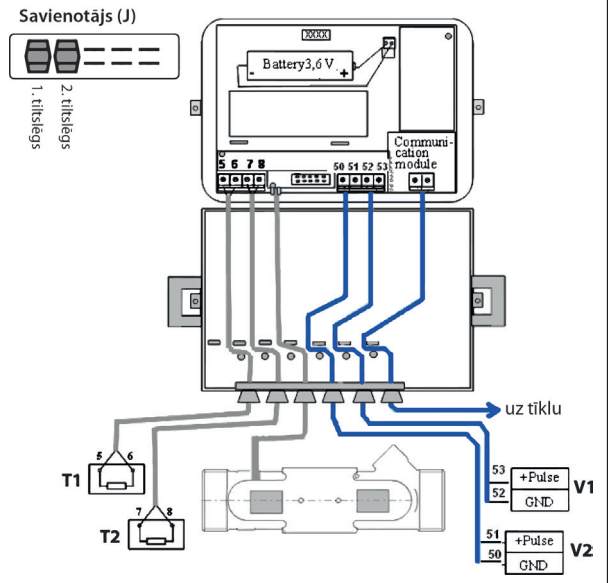 Savienotājs (J)
1. tiltslēgs
2. tiltslēgs
XXXX
Battery3,6 V.
- +
Communi-
cation
module
5 6 7 8
50 51 52 53
uz tīklu
5 6
T1
7 8
T2
53 +Pulse
52 GND
V1
51 +Pulse
50 GND
V2